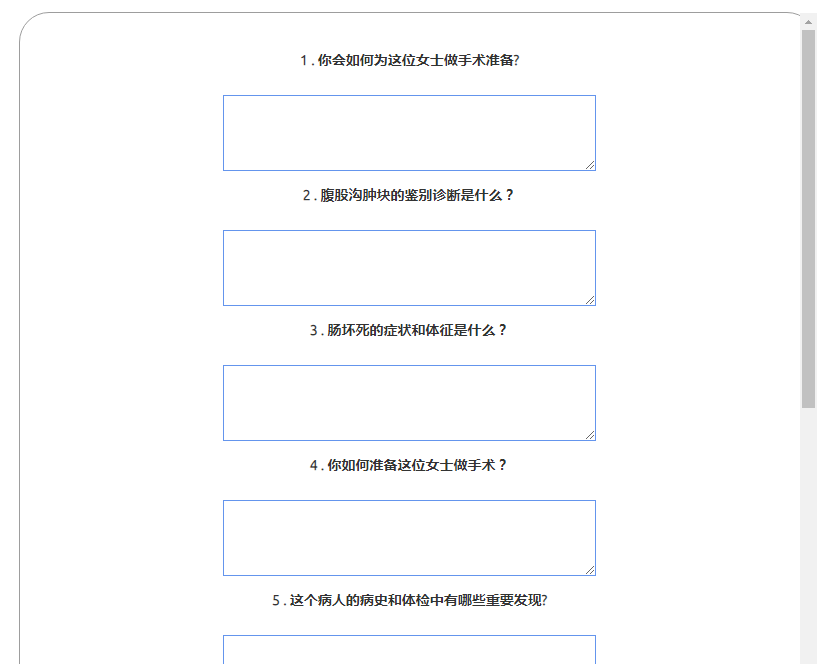 1 . 你会如何为这位女士做手术准备?
2 . 腹股沟肿块的鉴别诊断是什么？
3 . 肠坏死的症状和体征是什么？
4 . 你如何准备这位女士做手术？
5 . 这个病人的病史和体检中有哪些重要发现?